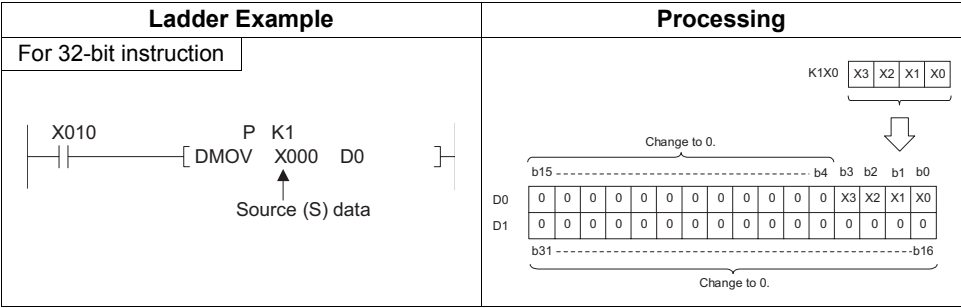 Ladder Example
Processing
For 32-bit instruction
X010
P K1
DMOV X000 D0
Source (S) data
K1X0 X3 X2 X1 X0
Change to 0.
b15 b4 b3 b2 b1 b0
D0 0 0 0 0 0 0 0 0 0 0 0 0 X3 X2 X1 X0
D1 0 0 0 0 0 0 0 0 0 0 0 0 0 0 0 0
b31 b16
Change to 0.